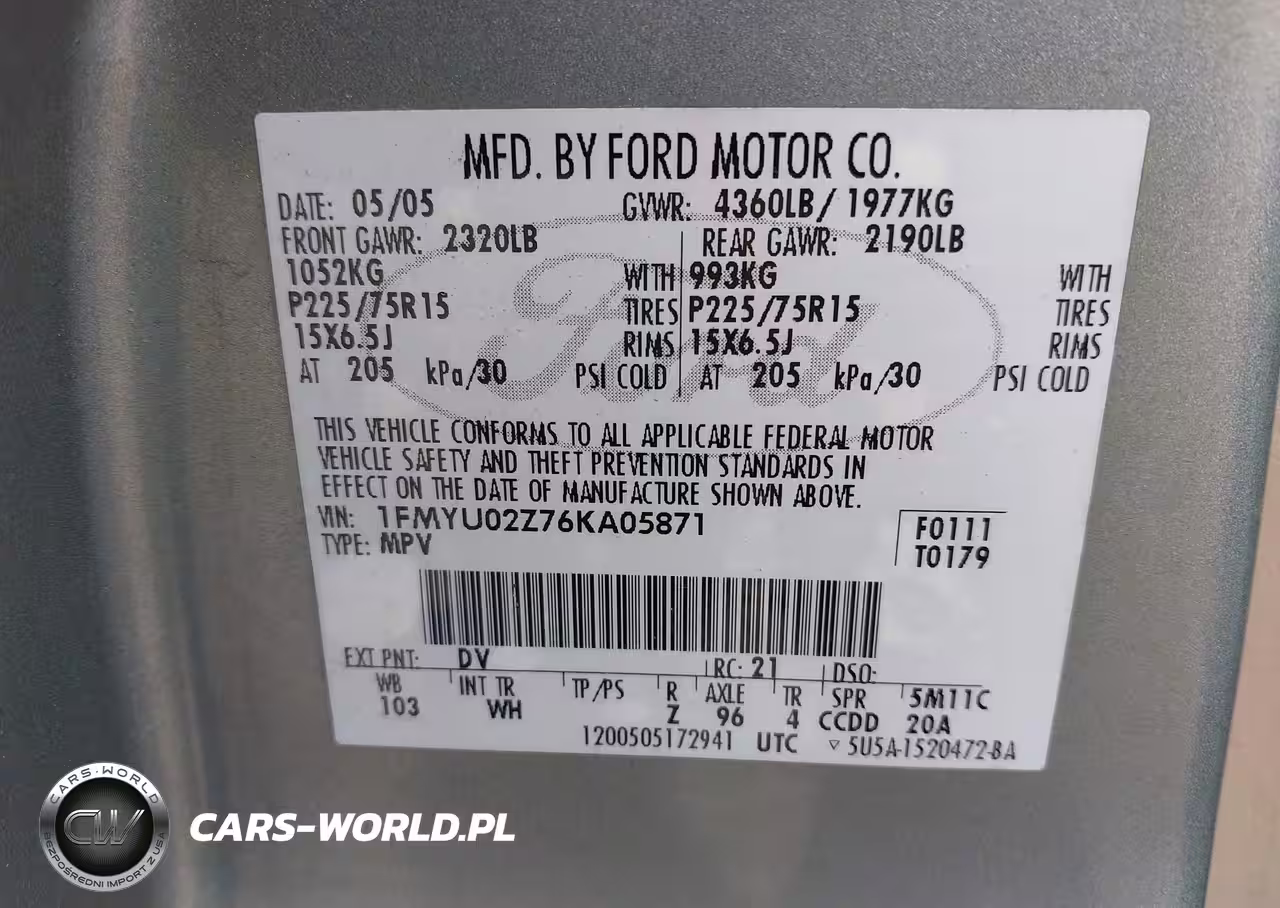 MFD. BY FORD MOTOR CO.
DATE: 05/05 GVWR: 4360LB/ 1977KG
FRONT GAWR: 2320LB REAR GAWR: 2190LB
1052KG WITH 993KG WITH
P225/75R15 TIRES P225/75R15 TIRES
15X6.5J RIMS 15X6.5J RIMS
AT 205 kPa/30 PSI COLD AT 205 kPa/30 PSI COLD
Ford
THIS VEHICLE CONFORMS TO ALL APPLICABLE FEDERAL MOTOR
VEHICLE SAFETY AND THEFT PREVENTION STANDARDS IN
EFFECT ON THE DATE OF MANUFACTURE SHOWN ABOVE.
VIN: 1FMYU02Z76KA05871 F0111
TYPE: MPV T0179
EXT PNT: DV RC: 21 DSO:
WB INT TR TP/PS R AXLE TR SPR 5M11C
103 WH Z 96 4 CCDD 20A
1200505172941 UTC ▽ 5U5A-1520472-BA
CARS-WORLD
CW
BEZPOŚREDNI IMPORT Z USA
CARS-WORLD.PL